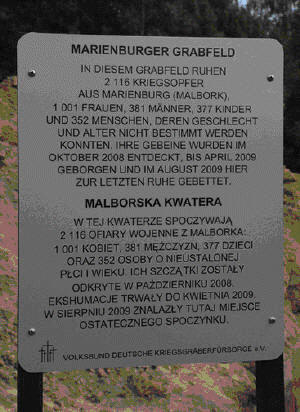 MARIENBURGER GRABFELD
IN DIESEM GRABFELD RUHEN
2 116 KRIEGSOPFER
AUS MARIENBURG (MALBORK),
1 001 FRAUEN, 381 MÄNNER, 377 KINDER
UND 352 MENSCHEN, DEREN GESCHLECHT
UND ALTER NICHT BESTIMMT WERDEN
KONNTEN. IHRE GEBEINE WURDEN IM
OKTOBER 2008 ENTDECKT, BIS APRIL 2009
GEBORGEN UND IM AUGUST 2009 HIER
ZUR LETZTEN RUHE GEBETTET.
MALBORSKA KWATERA
W TEJ KWATERZE SPOCZYWAJĄ
2 116 OFIARY WOJENNE Z MALBORKA:
1 001 KOBIET, 381 MĘŻCZYZN, 377 DZIECI
ORAZ 352 OSOBY O NIEUSTALONEJ
PŁCI I WIEKU. ICH SZCZĄTKI ZOSTAŁY
ODKRYTE W PAŹDZIERNIKU 2008.
EKSHUMACJE TRWAŁY DO KWIETNIA 2009.
W SIERPNIU 2009 ZNALAZŁY TUTAJ MIEJSCE
OSTATECZNEGO SPOCZYNKU.
VOLKSBUND DEUTSCHE KRIEGSGRÄBERFÜRSORGE e.V.